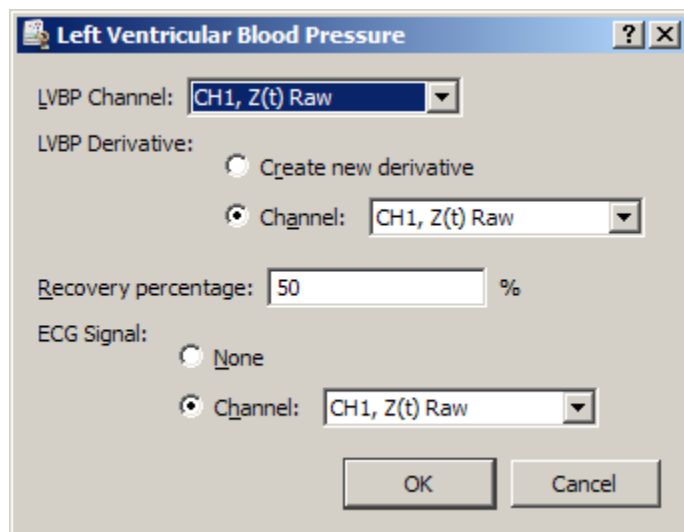 Left Ventricular Blood Pressure
LVBP Channel: CH1, Z(t) Raw
LVBP Derivative:
Create new derivative
Channel: CH1, Z(t) Raw
Recovery percentage: 50 %
ECG Signal:
None
Channel: CH1, Z(t) Raw
OK Cancel